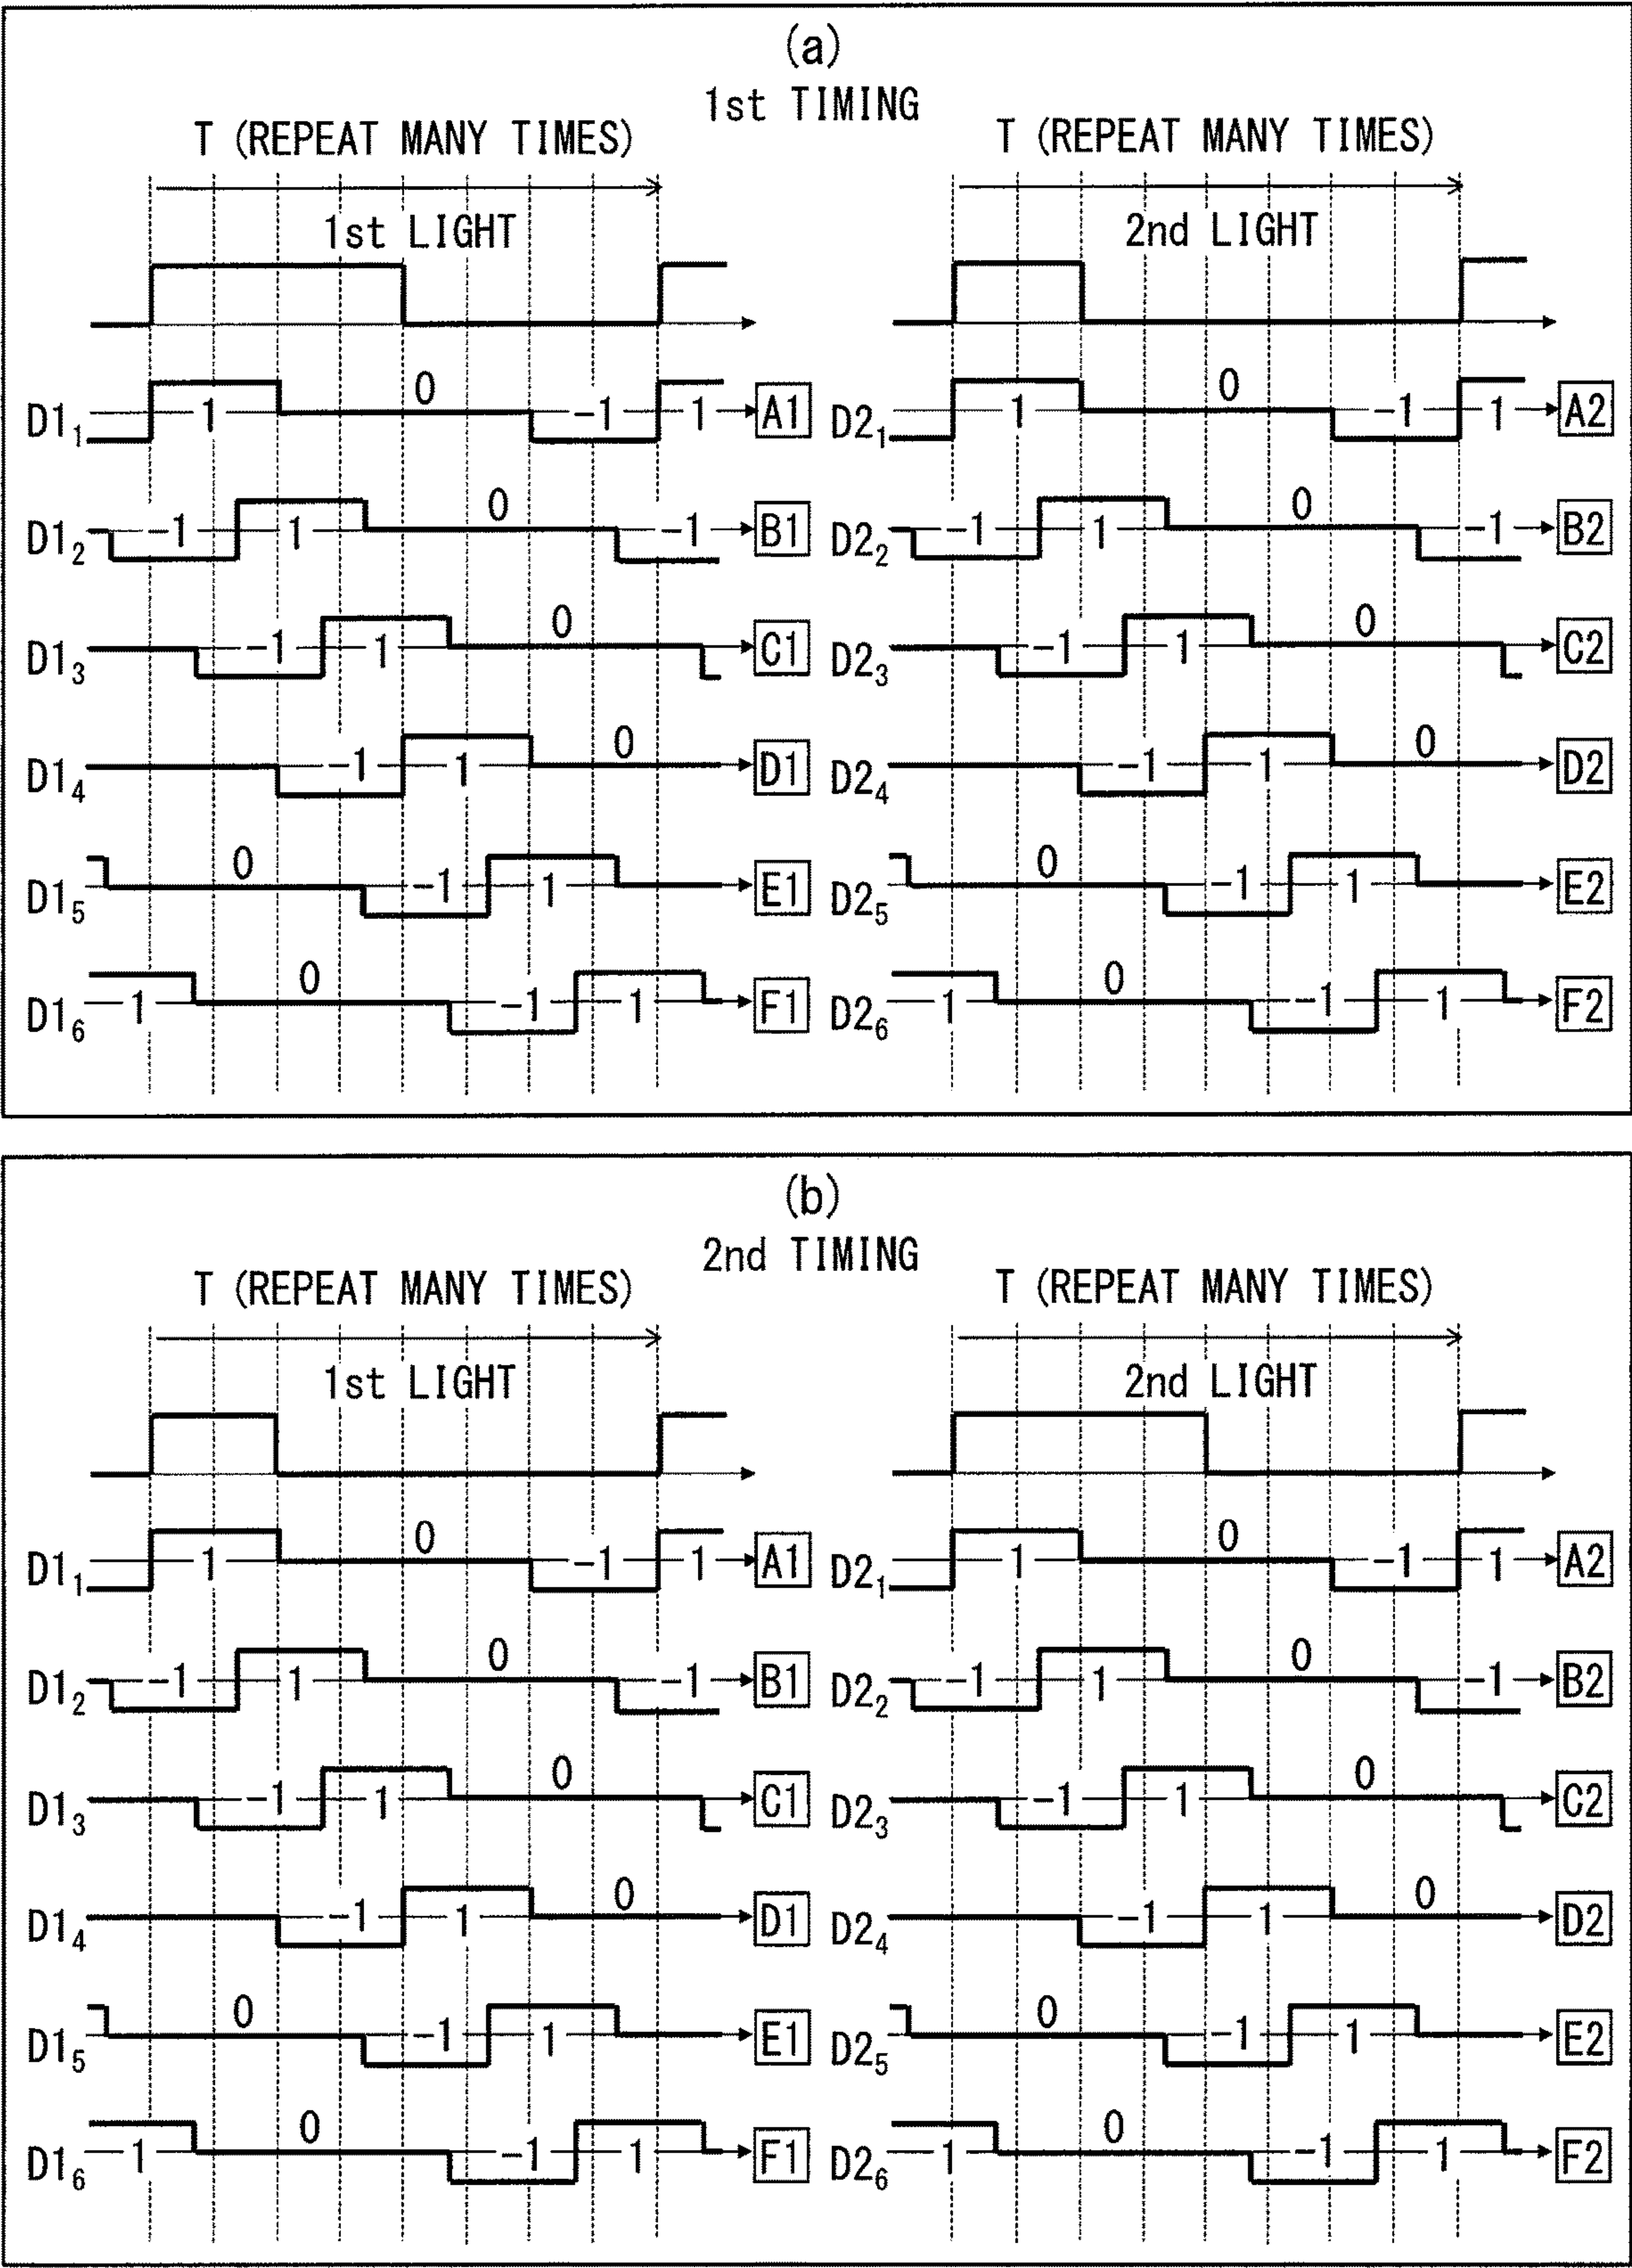 (a)
1st TIMING
T (REPEAT MANY TIMES) T (REPEAT MANY TIMES)
1st LIGHT 2nd LIGHT
D1₁ 1 0 -1 1 A1 D2₁ 1 0 -1 1 A2
D1₂ -1 1 0 -1 B1 D2₂ -1 1 0 -1 B2
D1₃ -1 1 0 C1 D2₃ -1 1 0 C2
D1₄ -1 1 0 D1 D2₄ -1 1 0 D2
D1₅ 0 -1 1 E1 D2₅ 0 -1 1 E2
D1₆ 1 0 -1 1 F1 D2₆ 1 0 -1 1 F2
(b)
2nd TIMING
T (REPEAT MANY TIMES) T (REPEAT MANY TIMES)
1st LIGHT 2nd LIGHT
D1₁ 1 0 -1 1 A1 D2₁ 1 0 -1 1 A2
D1₂ -1 1 0 -1 B1 D2₂ -1 1 0 -1 B2
D1₃ -1 1 0 C1 D2₃ -1 1 0 C2
D1₄ -1 1 0 D1 D2₄ -1 1 0 D2
D1₅ 0 -1 1 E1 D2₅ 0 -1 1 E2
D1₆ 1 0 -1 1 F1 D2₆ 1 0 -1 1 F2